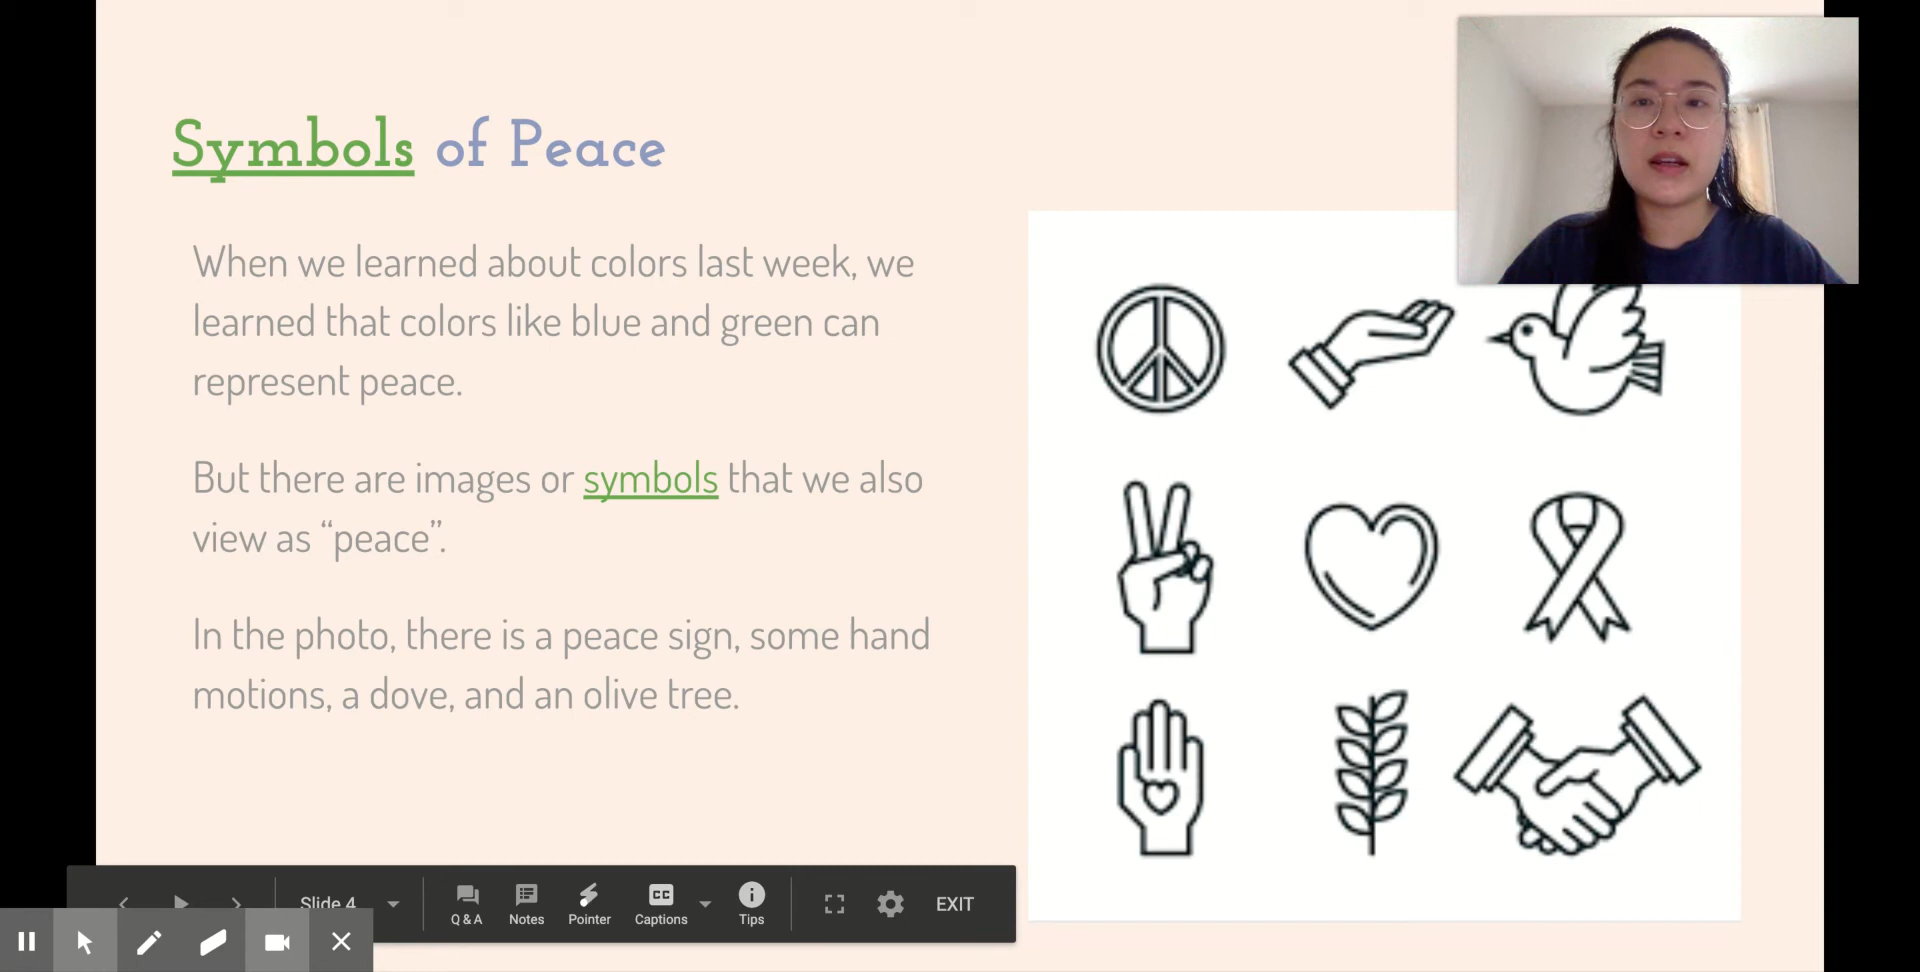 Symbols of Peace
When we learned about colors last week, we
learned that colors like blue and green can
represent peace.
But there are images or symbols that we also
view as “peace”.
In the photo, there is a peace sign, some hand
motions, a dove, and an olive tree.
Slide 4
Q & A
Notes
Pointer
CC
Captions
Tips
EXIT